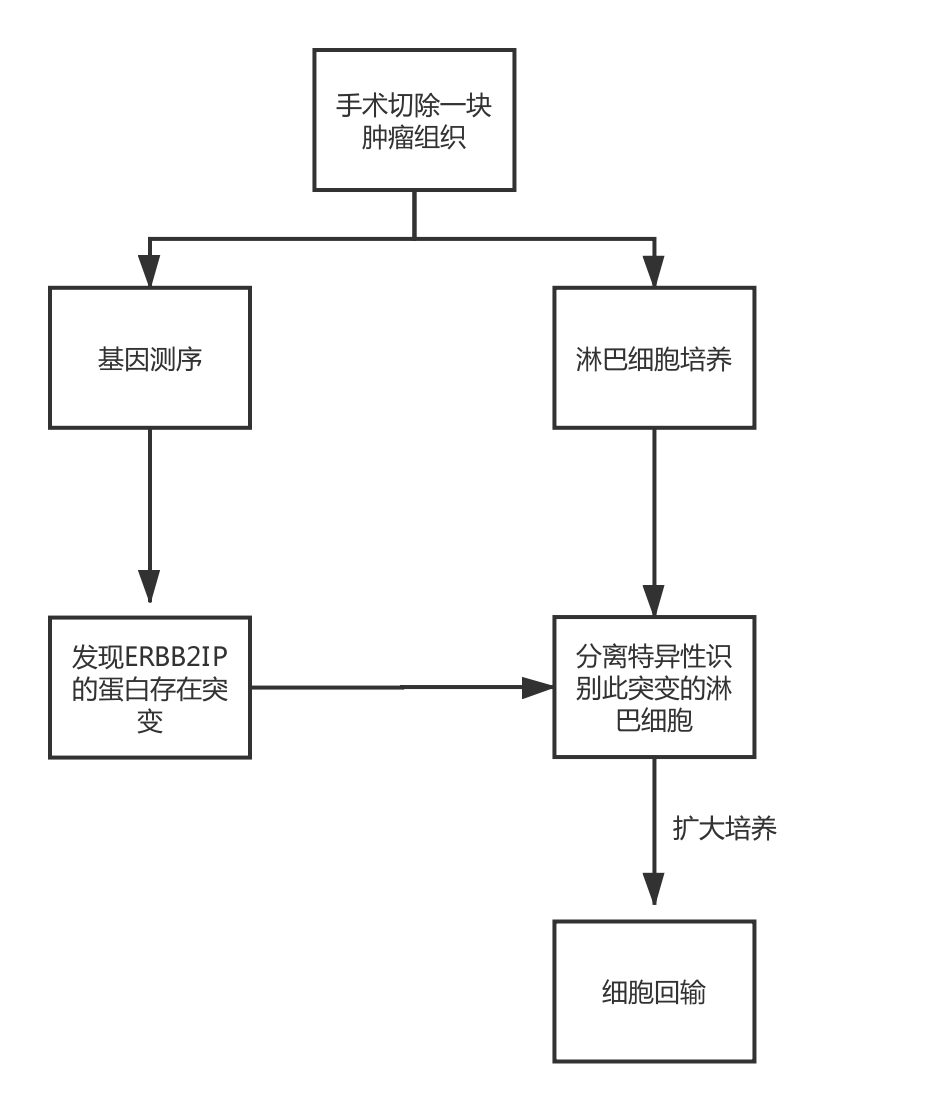 手术切除一块
肿瘤组织
基因测序
淋巴细胞培养
发现ERBB2IP
的蛋白存在突
变
分离特异性识
别此突变的淋
巴细胞
扩大培养
细胞回输